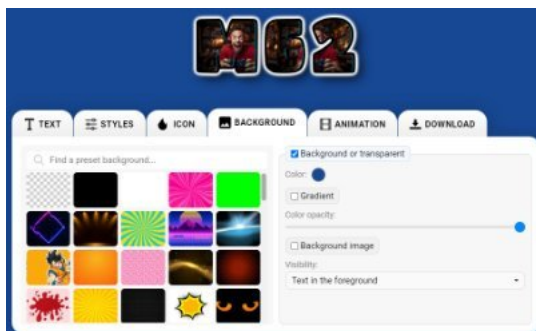 M62
TEXT
STYLES
ICON
BACKGROUND
ANIMATION
DOWNLOAD
Find a preset background...
Background or transparent
Color:
Gradient
Color opacity:
Background image
Visibility:
Text in the foreground